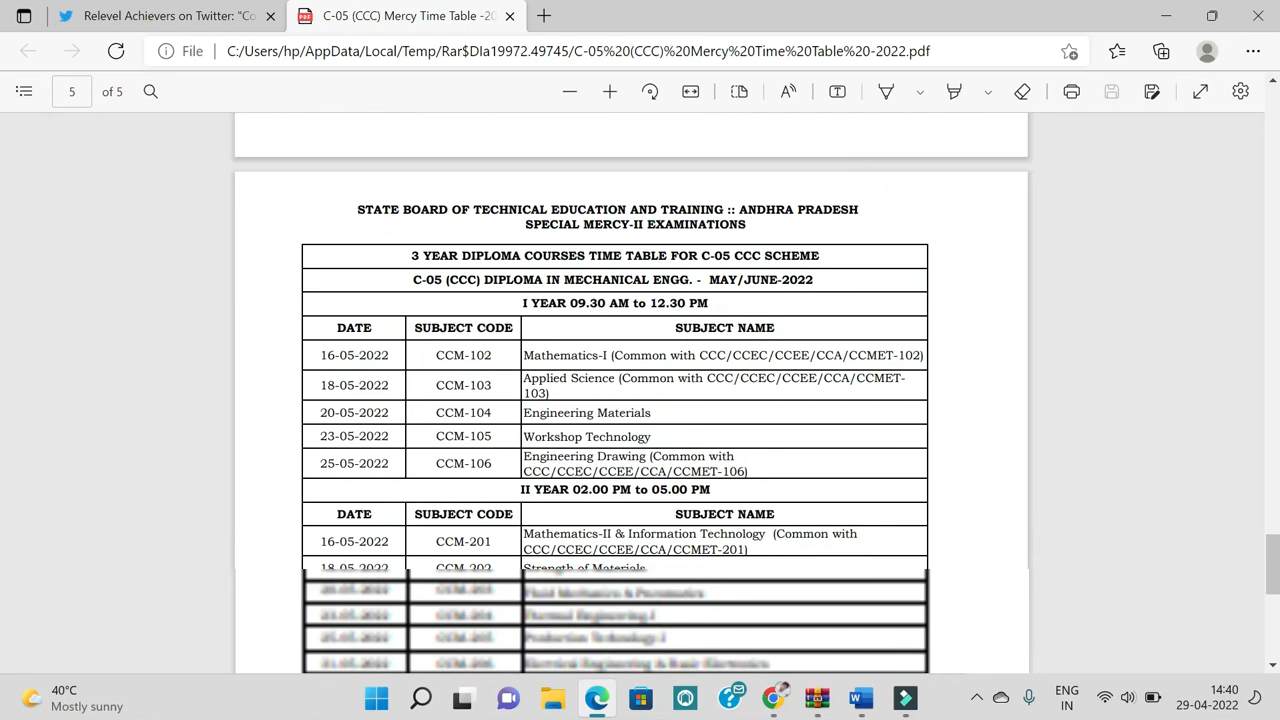 Relevel Achievers on Twitter: "Co
C-05 (CCC) Mercy Time Table -20
File
C:/Users/hp/AppData/Local/Temp/Rar$DIa19972.49745/C-05%20(CCC)%20Mercy%20Time%20Table%20-2022.pdf
5 of 5
STATE BOARD OF TECHNICAL EDUCATION AND TRAINING :: ANDHRA PRADESH
SPECIAL MERCY-II EXAMINATIONS
3 YEAR DIPLOMA COURSES TIME TABLE FOR C-05 CCC SCHEME
C-05 (CCC) DIPLOMA IN MECHANICAL ENGG. - MAY/JUNE-2022
I YEAR 09.30 AM to 12.30 PM
DATE SUBJECT CODE SUBJECT NAME
16-05-2022 CCM-102 Mathematics-I (Common with CCC/CCEC/CCEE/CCA/CCMET-102)
18-05-2022 CCM-103 Applied Science (Common with CCC/CCEC/CCEE/CCA/CCMET-
103)
20-05-2022 CCM-104 Engineering Materials
23-05-2022 CCM-105 Workshop Technology
25-05-2022 CCM-106 Engineering Drawing (Common with
CCC/CCEC/CCEE/CCA/CCMET-106)
II YEAR 02.00 PM to 05.00 PM
DATE SUBJECT CODE SUBJECT NAME
16-05-2022 CCM-201 Mathematics-II & Information Technology (Common with
CCC/CCEC/CCEE/CCA/CCMET-201)
18-05-2022 CCM-202 Strength of Materials
40°C
Mostly sunny
ENG
IN
14:40
29-04-2022